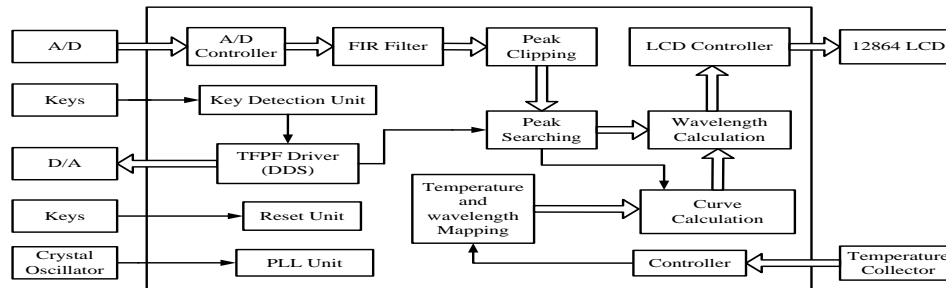 A/D
A/D
Controller
FIR Filter
Peak
Clipping
LCD Controller
12864 LCD
Keys
Key Detection Unit
Peak
Searching
Wavelength
Calculation
D/A
TFPF Driver
(DDS)
Temperature
and
wavelength
Mapping
Curve
Calculation
Keys
Reset Unit
Crystal
Oscillator
PLL Unit
Controller
Temperature
Collector